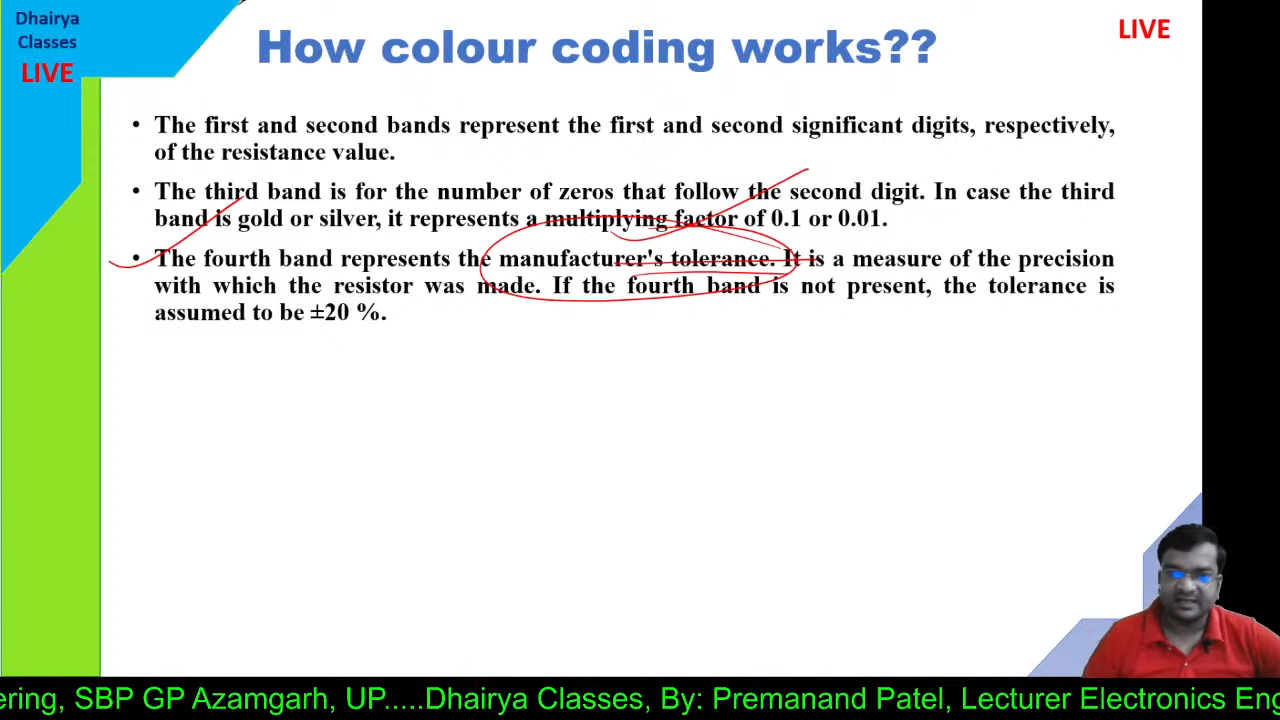 Dhairya
Classes
LIVE
How colour coding works??
LIVE
• The first and second bands represent the first and second significant digits, respectively,
of the resistance value.
• The third band is for the number of zeros that follow the second digit. In case the third
band is gold or silver, it represents a multiplying factor of 0.1 or 0.01.
• The fourth band represents the manufacturer's tolerance. It is a measure of the precision
with which the resistor was made. If the fourth band is not present, the tolerance is
assumed to be ±20 %.
ering, SBP GP Azamgarh, UP.....Dhairya Classes, By: Premanand Patel, Lecturer Electronics Eng